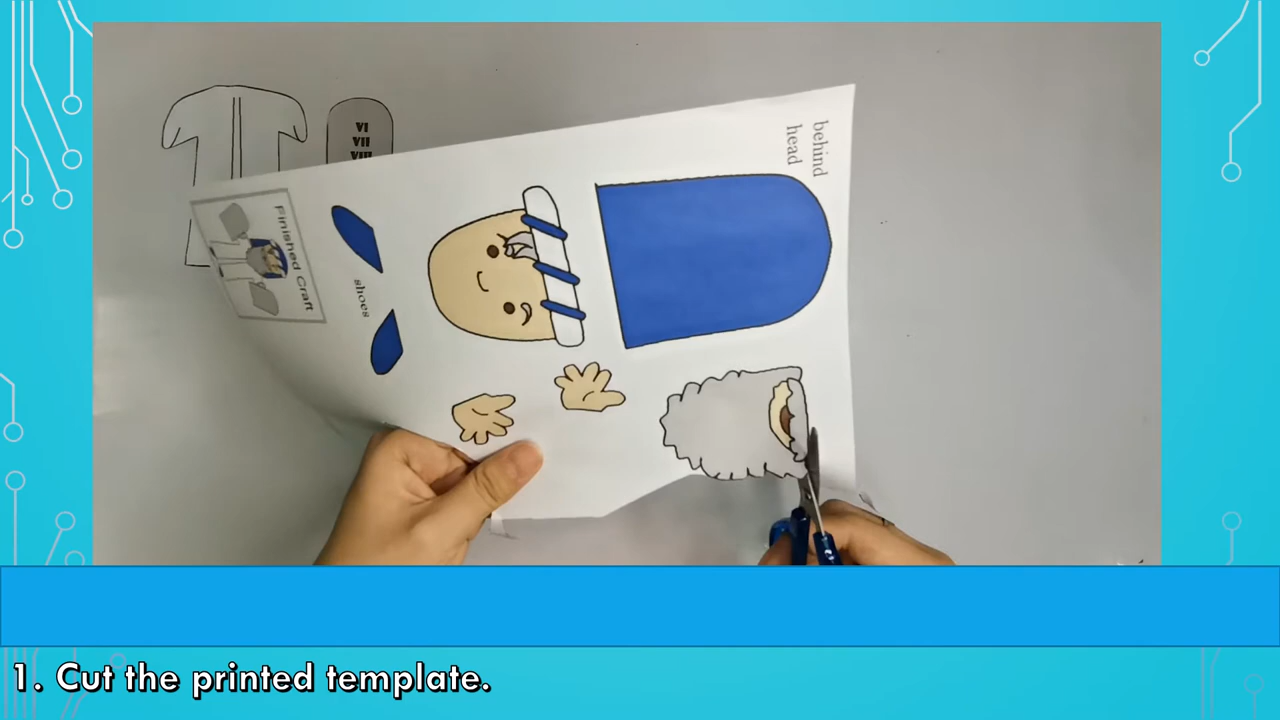 VI
VII
VIII
behind
head
Finished Craft
shoes
1. Cut the printed template.